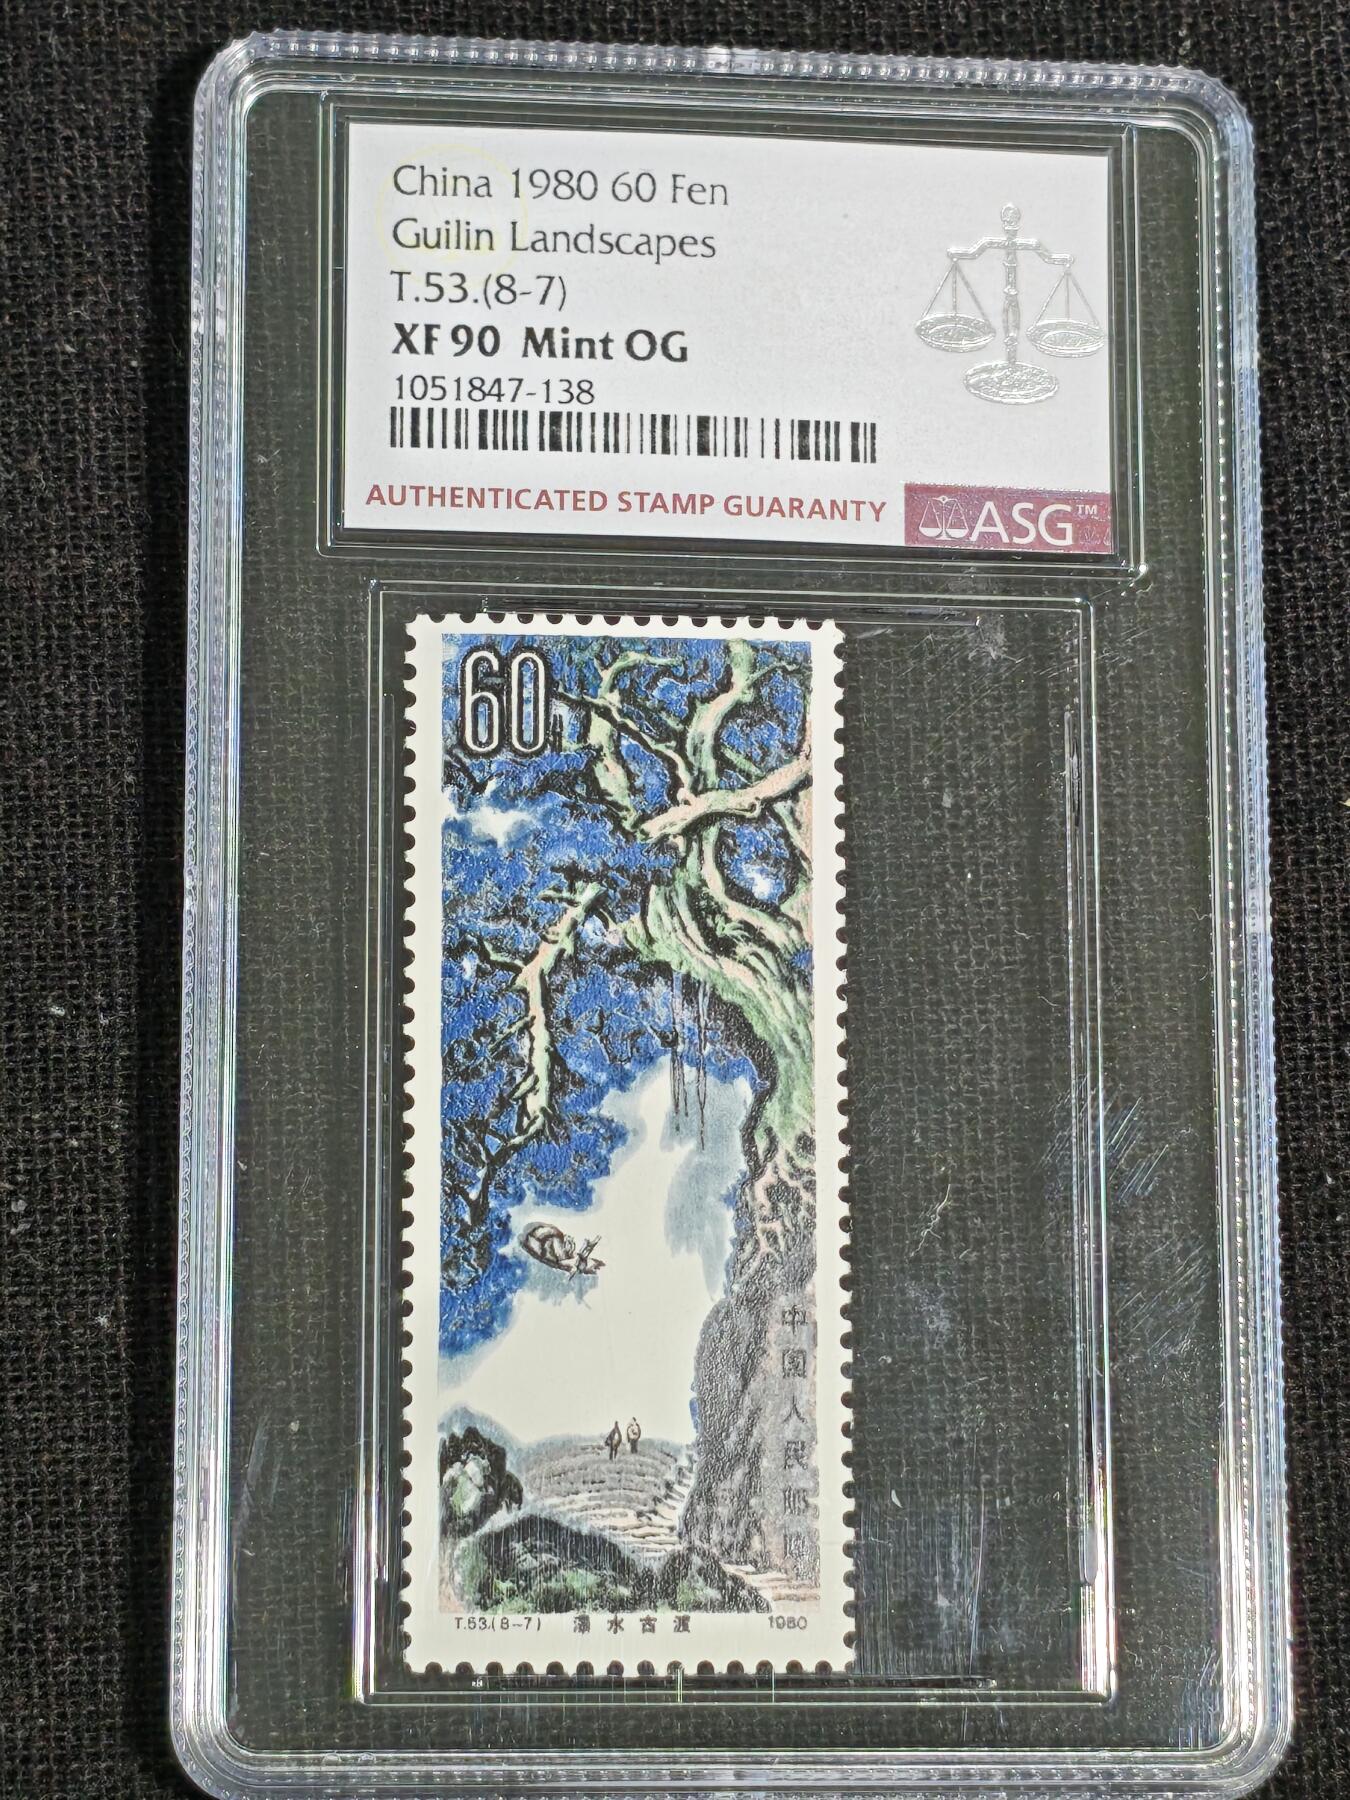 China 1980 60 Fen
Guilin Landscapes
T.53.(8-7)
XF 90 Mint OG
1051847-138
AUTHENTICATED STAMP GUARANTY
ASG™
60
中国人民邮政
T.53.(8-7) 漓水古渡 1980